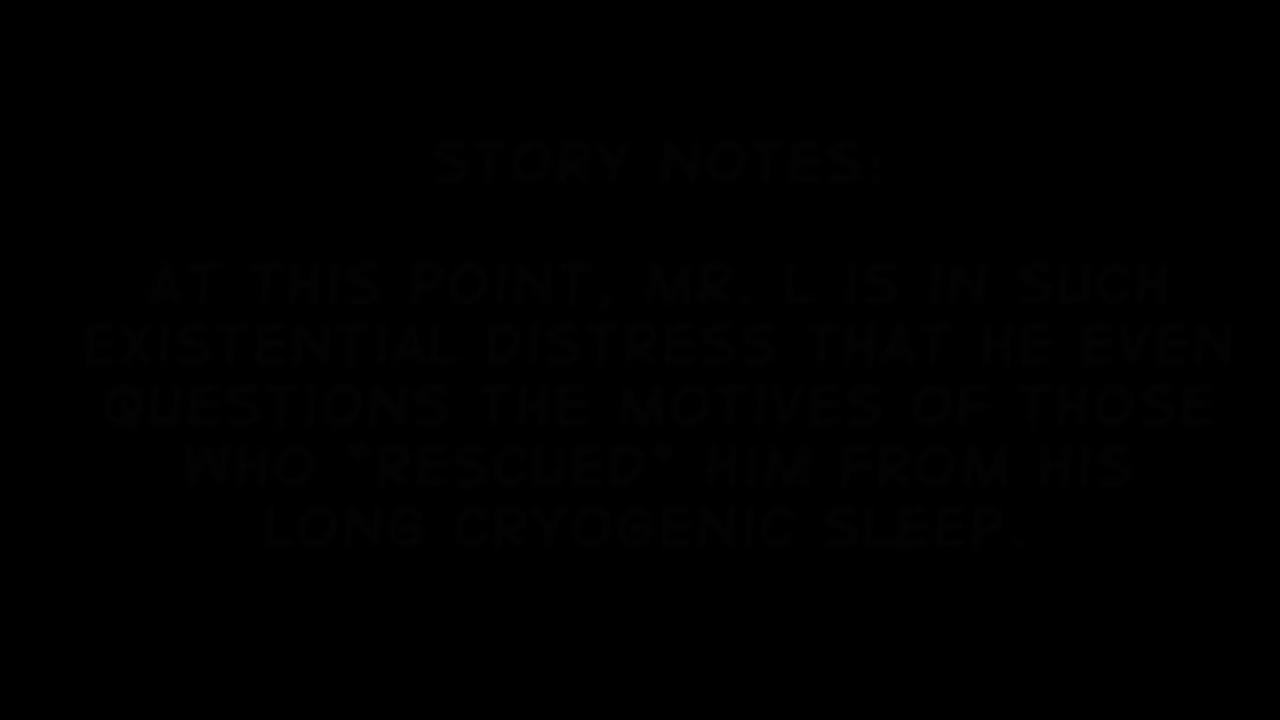 STORY NOTES:
AT THIS POINT, MR. L IS IN SUCH
EXISTENTIAL DISTRESS THAT HE EVEN
QUESTIONS THE MOTIVES OF THOSE
WHO "RESCUED" HIM FROM HIS
LONG CRYOGENIC SLEEP.